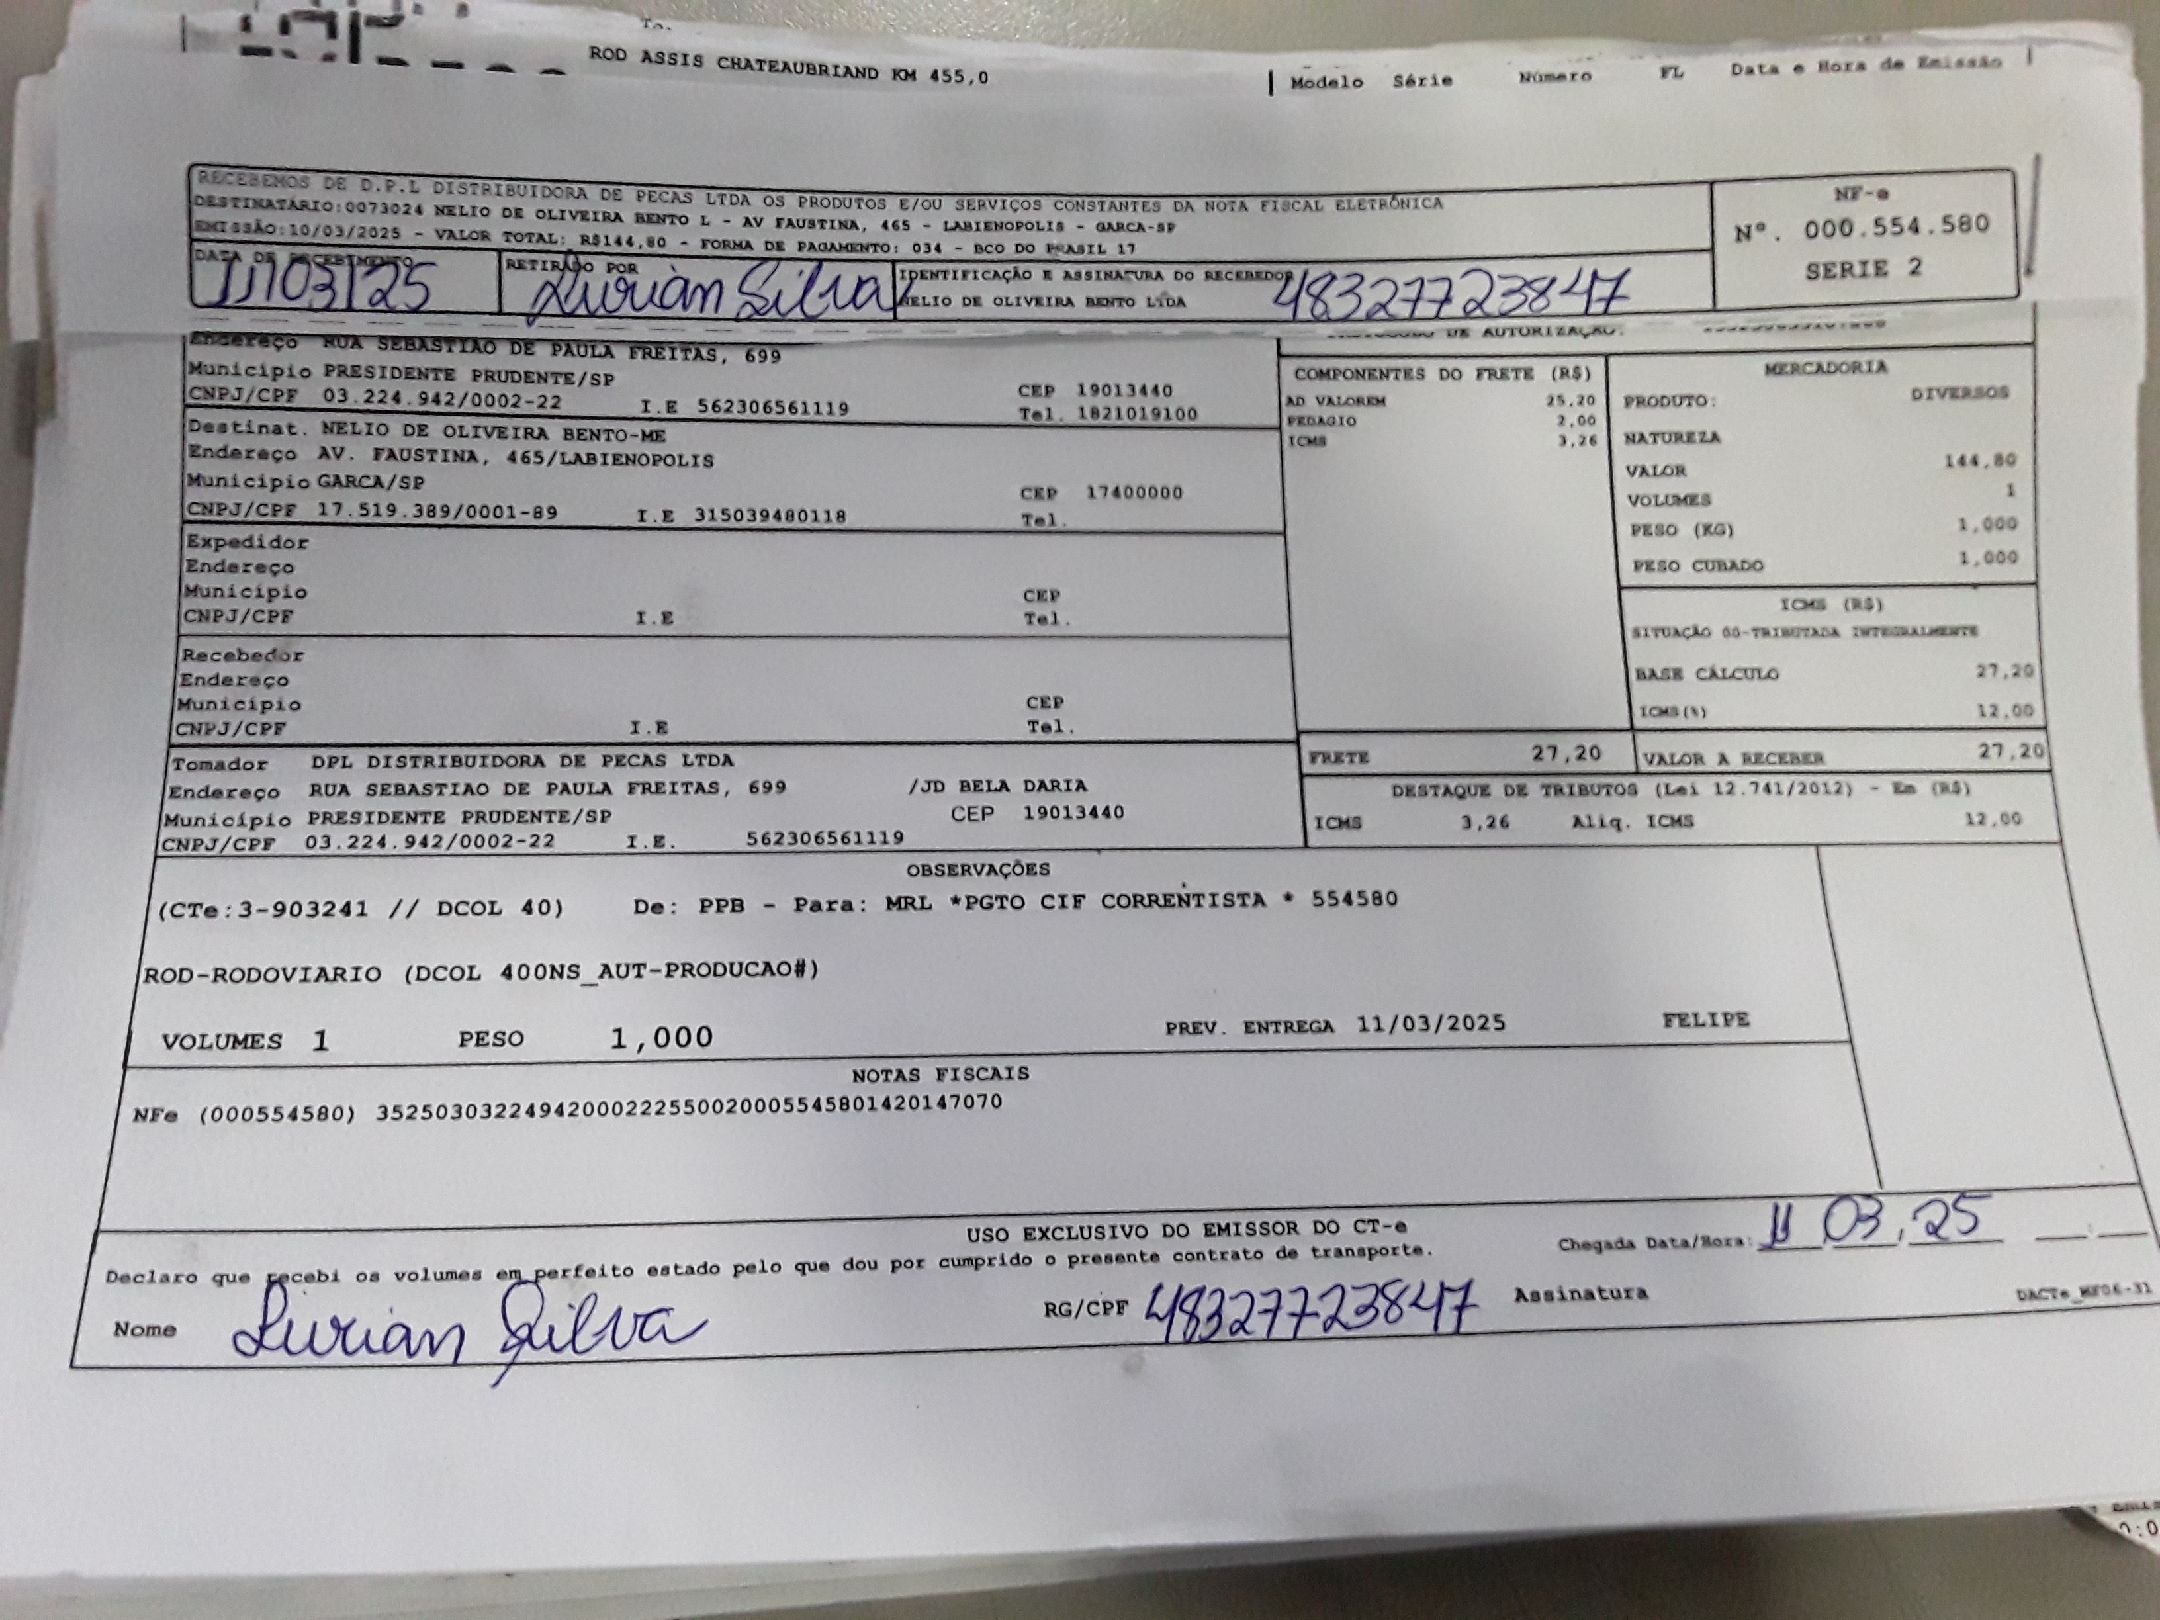 ROD ASSIS CHATEAUBRIAND KM 455,0
Modelo Série Número FL Data e Hora de Emissão
RECEBEMOS DE D.P.L DISTRIBUIDORA DE PECAS LTDA OS PRODUTOS E/OU SERVIÇOS CONSTANTES DA NOTA FISCAL ELETRÔNICA
DESTINATÁRIO:0073024 NELIO DE OLIVEIRA BENTO L - AV FAUSTINA, 465 - LABIENOPOLIS - GARCA-SP
EMISSÃO:10/03/2025 - VALOR TOTAL: R$144,80 - FORMA DE PAGAMENTO: 034 - BCO DO BRASIL 17
NF-e
Nº. 000.554.580
SERIE 2
DATA DE RECEBIMENTO
11/03/25
RETIRADO POR
Lurian Silva
IDENTIFICAÇÃO E ASSINATURA DO RECEBEDOR
NELIO DE OLIVEIRA BENTO LTDA
48327723847
DE AUTORIZAÇÃO:
Endereço RUA SEBASTIAO DE PAULA FREITAS, 699
Município PRESIDENTE PRUDENTE/SP CEP 19013440
CNPJ/CPF 03.224.942/0002-22 I.E 562306561119 Tel. 1821019100
Destinat. NELIO DE OLIVEIRA BENTO-ME
Endereço AV. FAUSTINA, 465/LABIENOPOLIS
Município GARCA/SP CEP 17400000
CNPJ/CPF 17.519.389/0001-89 I.E 315039480118 Tel.
Expedidor
Endereço
Município CEP
CNPJ/CPF I.E Tel.
Recebedor
Endereço
Município CEP
CNPJ/CPF I.E Tel.
Tomador DPL DISTRIBUIDORA DE PECAS LTDA
Endereço RUA SEBASTIAO DE PAULA FREITAS, 699 /JD BELA DARIA
Município PRESIDENTE PRUDENTE/SP CEP 19013440
CNPJ/CPF 03.224.942/0002-22 I.E. 562306561119
COMPONENTES DO FRETE (R$)
AD VALOREM 25,20
PEDAGIO 2,00
ICMS 3,26
MERCADORIA
PRODUTO: DIVERSOS
NATUREZA
VALOR 144,80
VOLUMES 1
PESO (KG) 1,000
PESO CUBADO 1,000
ICMS (R$)
SITUAÇÃO 00-TRIBUTADA INTEGRALMENTE
BASE CÁLCULO 27,20
ICMS(%) 12,00
FRETE 27,20 VALOR A RECEBER 27,20
DESTAQUE DE TRIBUTOS (Lei 12.741/2012) - Em (R$)
ICMS 3,26 Aliq. ICMS 12,00
OBSERVAÇÕES
(CTe:3-903241 // DCOL 40) De: PPB - Para: MRL *PGTO CIF CORRENTISTA * 554580
ROD-RODOVIARIO (DCOL 400NS_AUT-PRODUCAO#)
VOLUMES 1 PESO 1,000 PREV. ENTREGA 11/03/2025 FELIPE
NOTAS FISCAIS
NFe (000554580) 35250303224942000222550020005545801420147070
USO EXCLUSIVO DO EMISSOR DO CT-e
Declaro que recebi os volumes em perfeito estado pelo que dou por cumprido o presente contrato de transporte.
Chegada Data/Hora: 11 03, 25
Nome Lurian Silva RG/CPF 48327723847 Assinatura